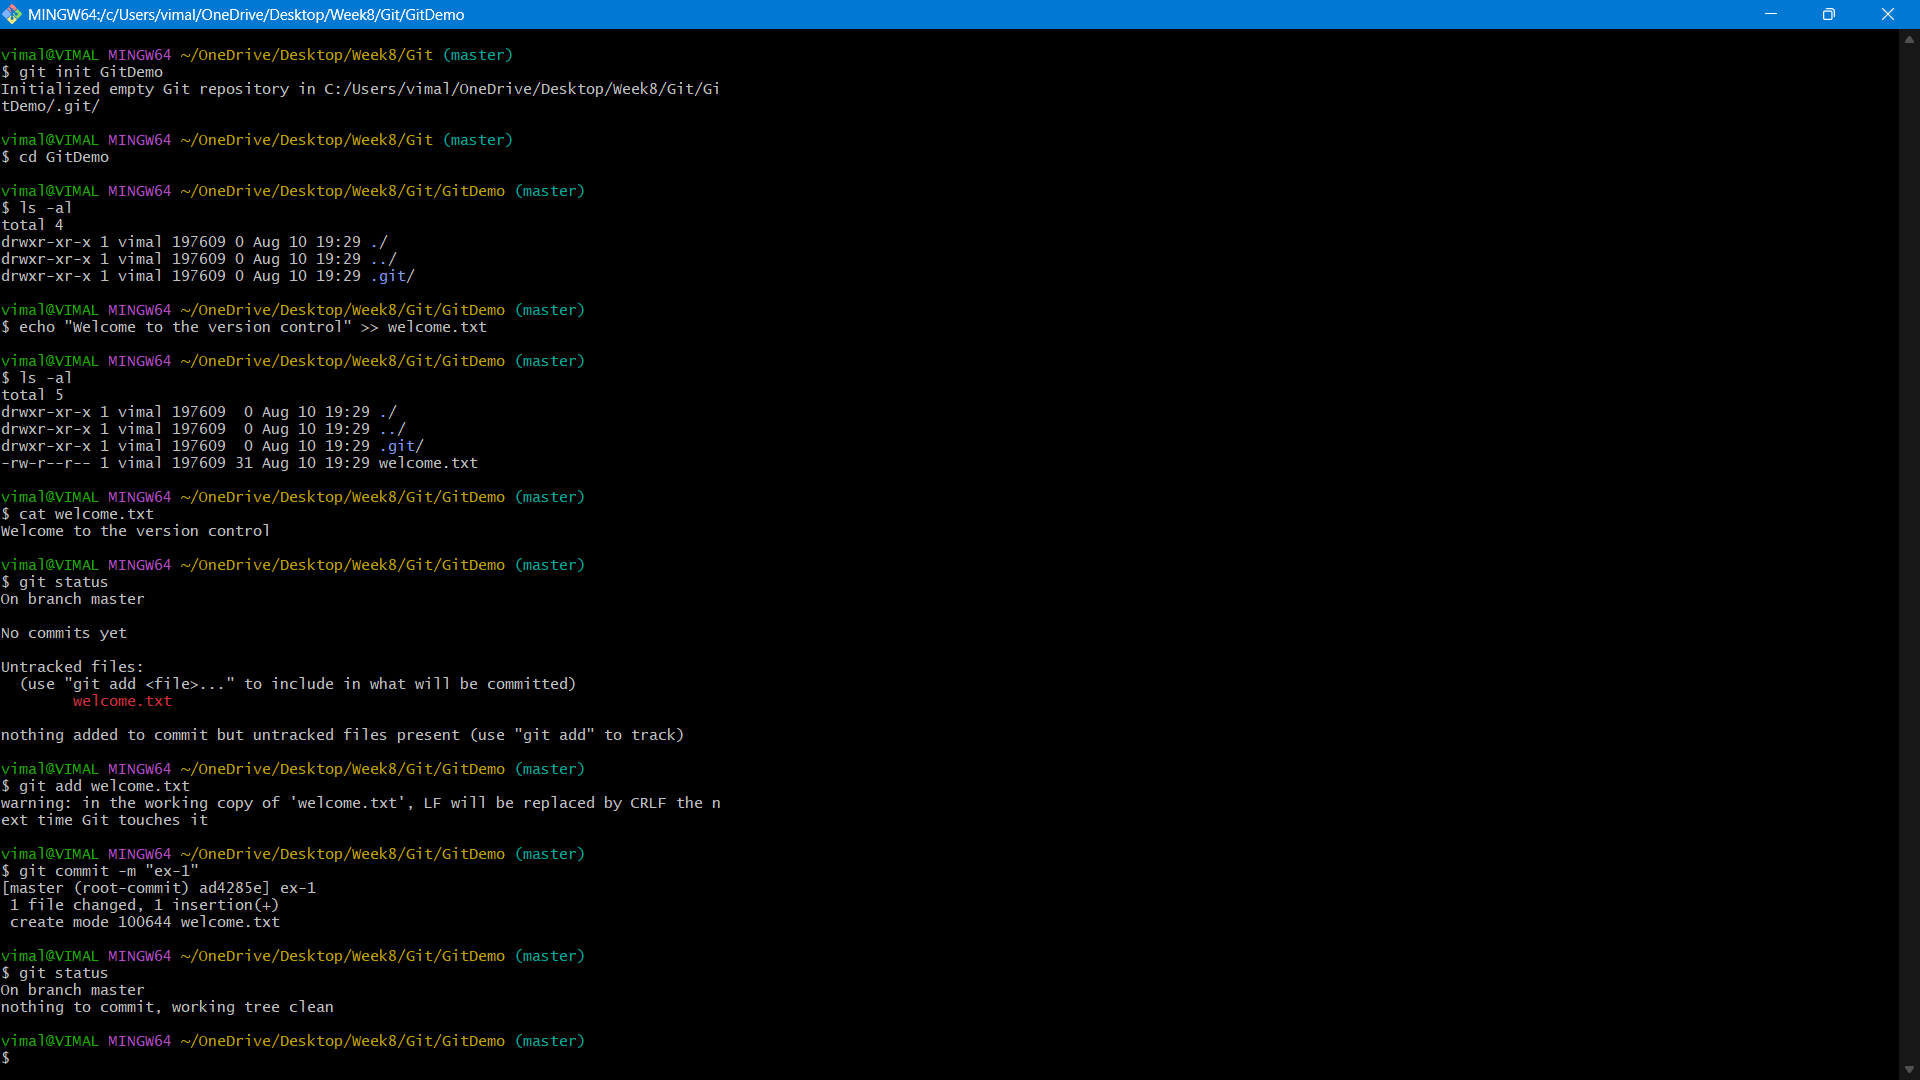 MINGW64:/c/Users/vimal/OneDrive/Desktop/Week8/Git/GitDemo
vimal@VIMAL MINGW64 ~/OneDrive/Desktop/Week8/Git (master)
$ git init GitDemo
Initialized empty Git repository in C:/Users/vimal/OneDrive/Desktop/Week8/Git/Gi
tDemo/.git/
vimal@VIMAL MINGW64 ~/OneDrive/Desktop/Week8/Git (master)
$ cd GitDemo
vimal@VIMAL MINGW64 ~/OneDrive/Desktop/Week8/Git/GitDemo (master)
$ ls -al
total 4
drwxr-xr-x 1 vimal 197609 0 Aug 10 19:29 ./
drwxr-xr-x 1 vimal 197609 0 Aug 10 19:29 ../
drwxr-xr-x 1 vimal 197609 0 Aug 10 19:29 .git/
vimal@VIMAL MINGW64 ~/OneDrive/Desktop/Week8/Git/GitDemo (master)
$ echo "Welcome to the version control" >> welcome.txt
vimal@VIMAL MINGW64 ~/OneDrive/Desktop/Week8/Git/GitDemo (master)
$ ls -al
total 5
drwxr-xr-x 1 vimal 197609  0 Aug 10 19:29 ./
drwxr-xr-x 1 vimal 197609  0 Aug 10 19:29 ../
drwxr-xr-x 1 vimal 197609  0 Aug 10 19:29 .git/
-rw-r--r-- 1 vimal 197609 31 Aug 10 19:29 welcome.txt
vimal@VIMAL MINGW64 ~/OneDrive/Desktop/Week8/Git/GitDemo (master)
$ cat welcome.txt
Welcome to the version control
vimal@VIMAL MINGW64 ~/OneDrive/Desktop/Week8/Git/GitDemo (master)
$ git status
On branch master
No commits yet
Untracked files:
  (use "git add <file>..." to include in what will be committed)
        welcome.txt
nothing added to commit but untracked files present (use "git add" to track)
vimal@VIMAL MINGW64 ~/OneDrive/Desktop/Week8/Git/GitDemo (master)
$ git add welcome.txt
warning: in the working copy of 'welcome.txt', LF will be replaced by CRLF the n
ext time Git touches it
vimal@VIMAL MINGW64 ~/OneDrive/Desktop/Week8/Git/GitDemo (master)
$ git commit -m "ex-1"
[master (root-commit) ad4285e] ex-1
 1 file changed, 1 insertion(+)
 create mode 100644 welcome.txt
vimal@VIMAL MINGW64 ~/OneDrive/Desktop/Week8/Git/GitDemo (master)
$ git status
On branch master
nothing to commit, working tree clean
vimal@VIMAL MINGW64 ~/OneDrive/Desktop/Week8/Git/GitDemo (master)
$